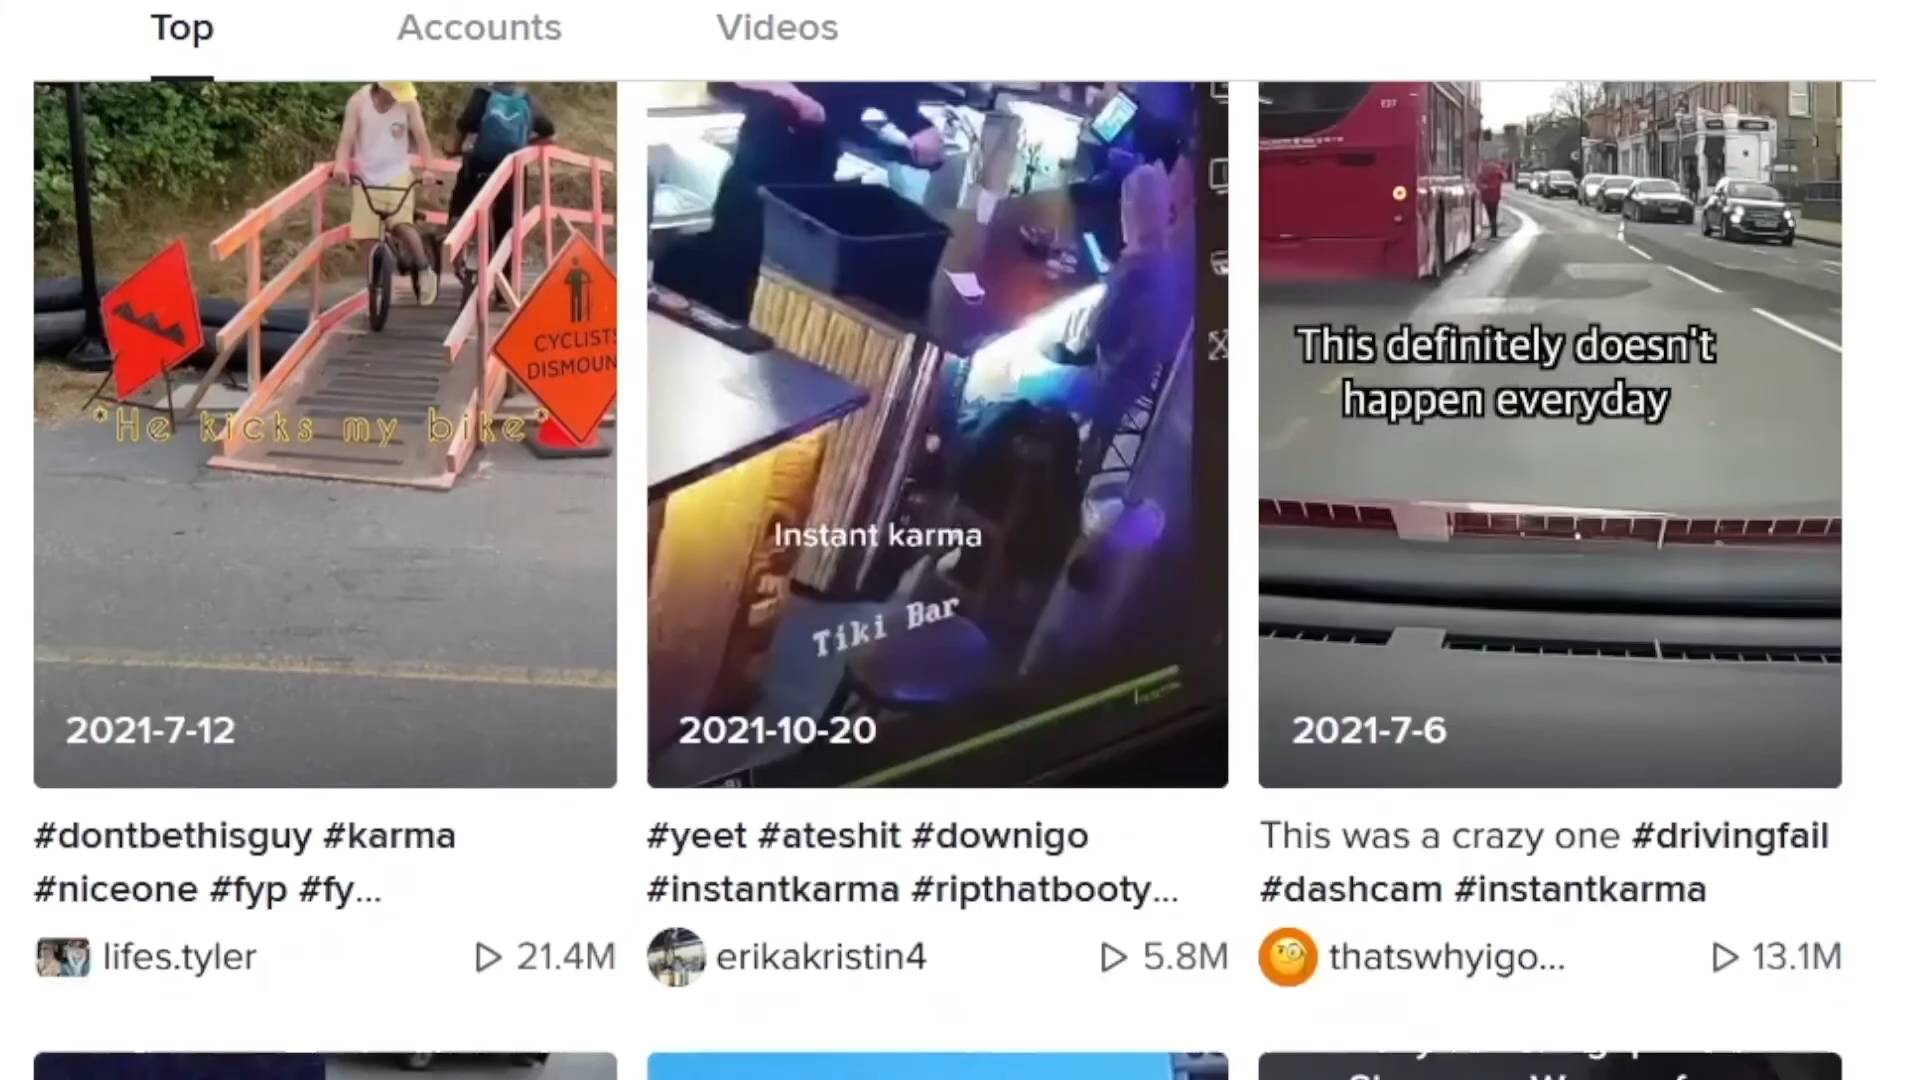 Top
Accounts
Videos
CYCLISTS
DISMOUN
*He kicks my bike*
2021-7-12
Instant karma
Tiki Bar
2021-10-20
E27
This definitely doesn't
happen everyday
2021-7-6
#dontbethisguy #karma
#niceone #fyp #fy...
lifes.tyler
21.4M
#yeet #ateshit #downigo
#instantkarma #ripthatbooty...
erikakristin4
5.8M
This was a crazy one #drivingfail
#dashcam #instantkarma
thatswhyigo...
13.1M